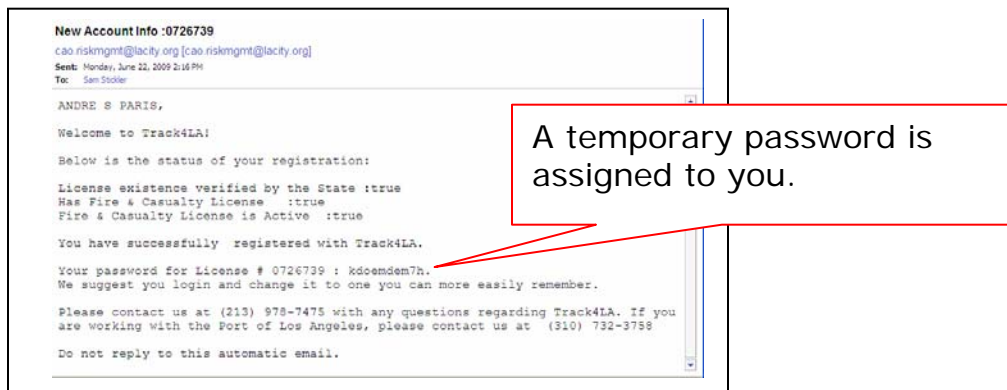 New Account Info :0726739
cao.riskmgmt@lacity.org [cao.riskmgmt@lacity.org]
Sent: Monday, June 22, 2009 2:16 PM
To: Sam Stickler
ANDRE S PARIS,
Welcome to Track4LA!
Below is the status of your registration:
License existence verified by the State :true
Has Fire & Casualty License :true
Fire & Casualty License is Active :true
You have successfully registered with Track4LA.
Your password for License # 0726739 : kdoemdem7h.
We suggest you login and change it to one you can more easily remember.
Please contact us at (213) 978-7475 with any questions regarding Track4LA. If you
are working with the Port of Los Angeles, please contact us at (310) 732-3758
Do not reply to this automatic email.
A temporary password is
assigned to you.